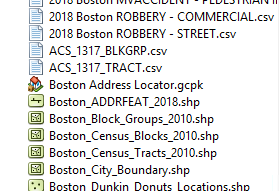 2018 Boston MVACCIDENT - PEDESTRIAN
2018 Boston ROBBERY - COMMERCIAL.csv
2018 Boston ROBBERY - STREET.csv
ACS_1317_BLKGRP.csv
ACS_1317_TRACT.csv
Boston Address Locator.gcpk
Boston_ADDRFEAT_2018.shp
Boston_Block_Groups_2010.shp
Boston_Census_Blocks_2010.shp
Boston_Census_Tracts_2010.shp
Boston_City_Boundary.shp
Boston_Dunkin_Donuts_Locations.shp